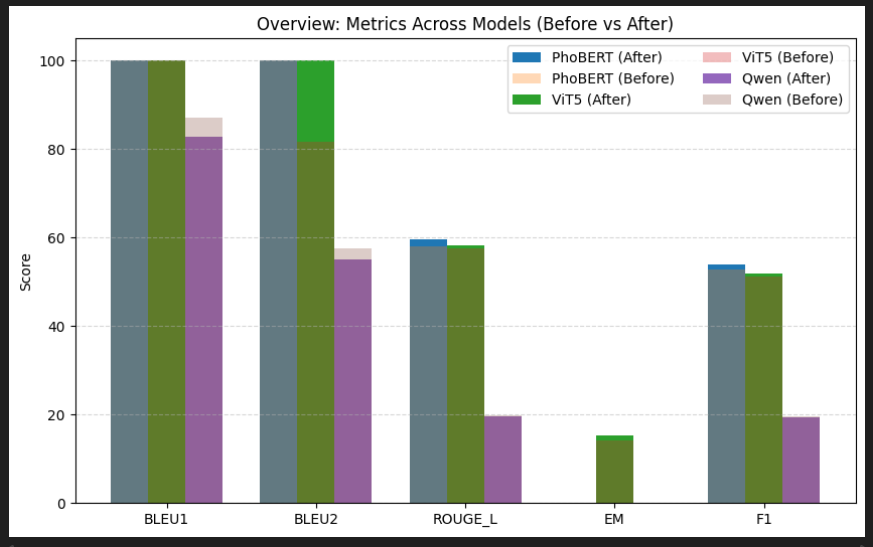 Overview: Metrics Across Models (Before vs After)
PhoBERT (After)
PhoBERT (Before)
ViT5 (After)
ViT5 (Before)
Qwen (After)
Qwen (Before)
Score
100
80
60
40
20
0
BLEU1 BLEU2 ROUGE_L EM F1